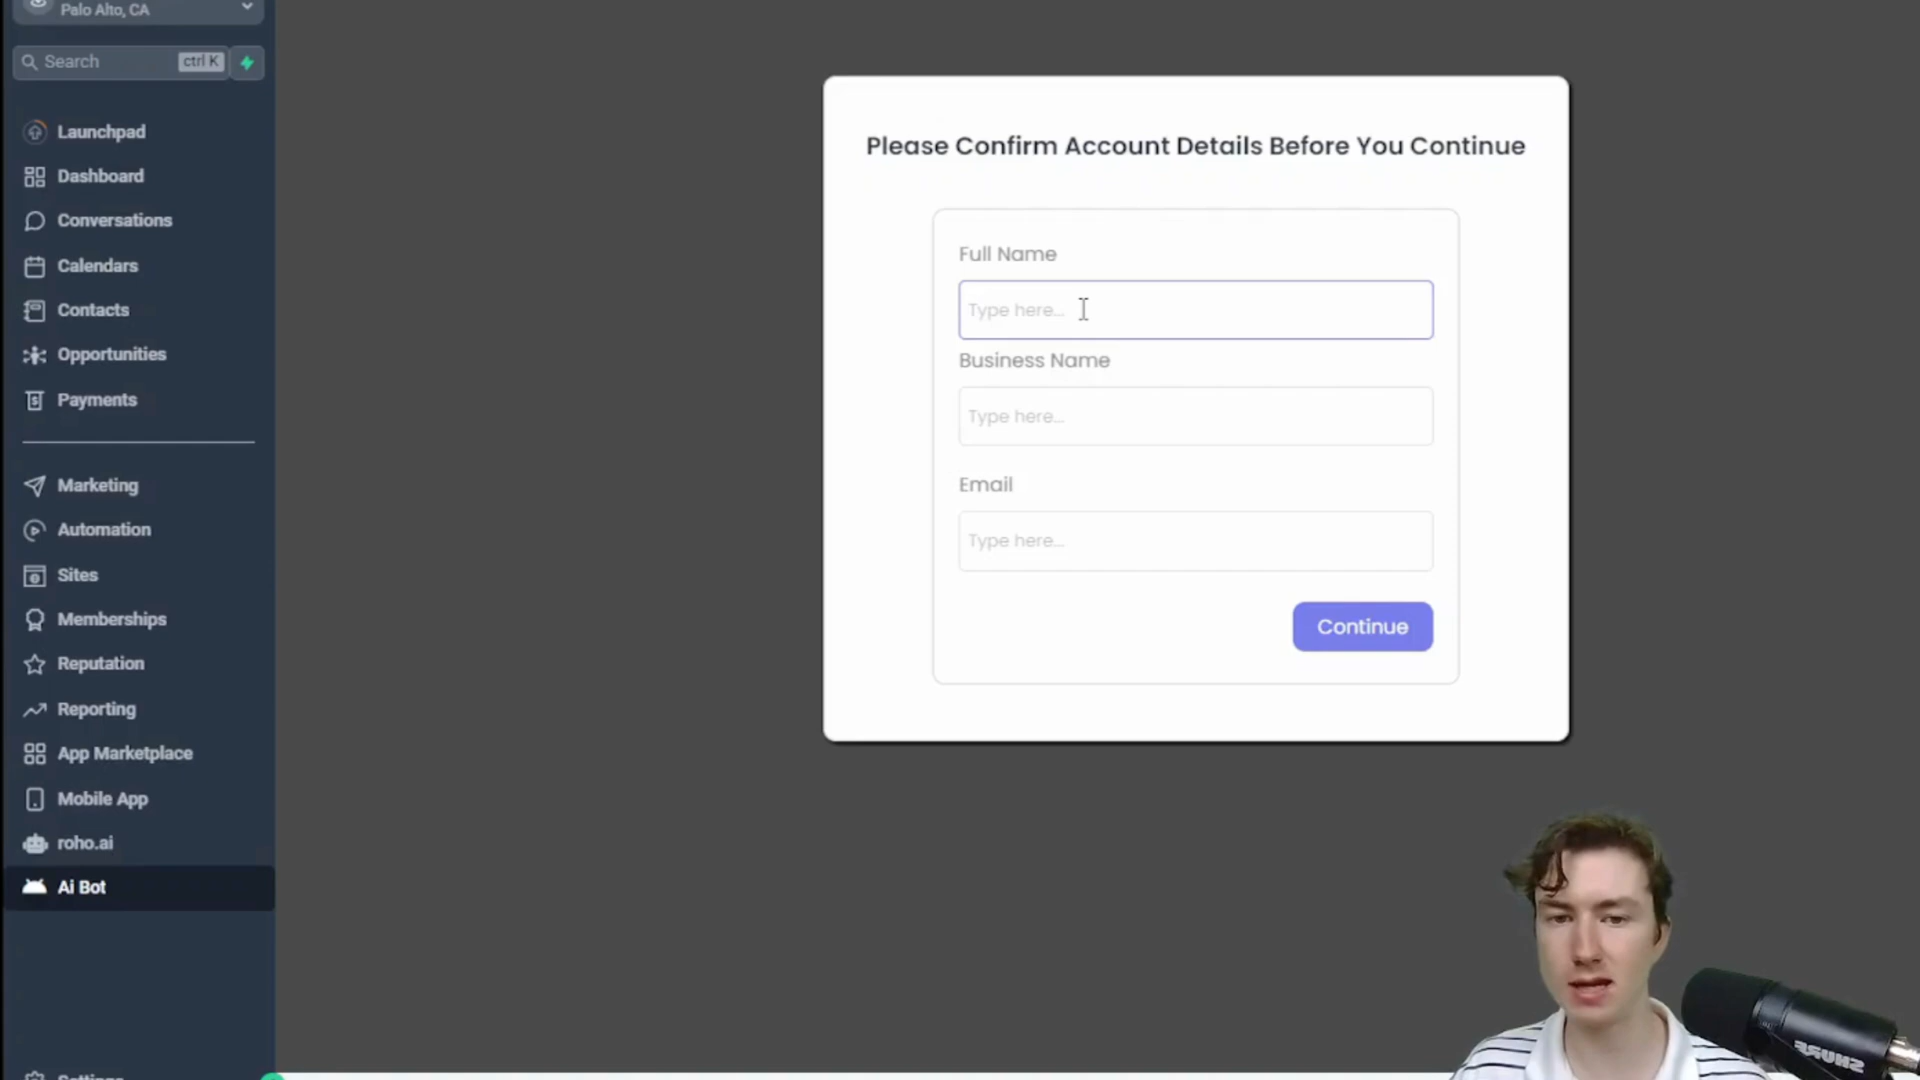 Palo Alto, CA
Search ctrl K
Launchpad
Dashboard
Conversations
Calendars
Contacts
Opportunities
Payments
Marketing
Automation
Sites
Memberships
Reputation
Reporting
App Marketplace
Mobile App
roho.ai
Ai Bot
Settings
Please Confirm Account Details Before You Continue
Full Name
Type here...
Business Name
Type here...
Email
Type here...
Continue
SHURE